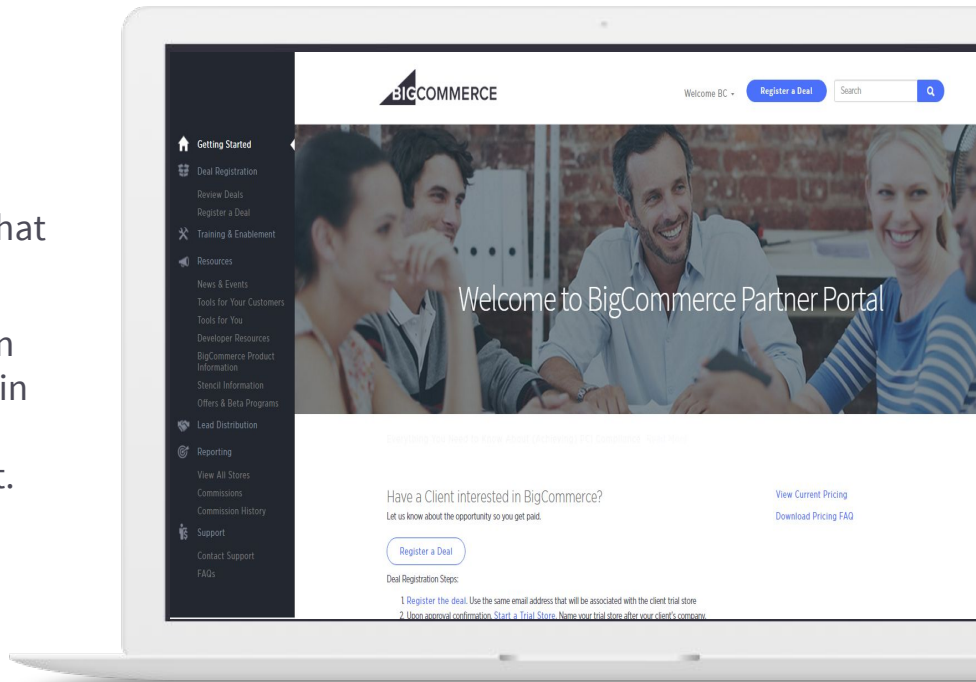 hat
n
in
t.
BIGCOMMERCE
Welcome BC
Register a Deal
Search
Getting Started
Deal Registration
Review Deals
Register a Deal
Training & Enablement
Resources
News & Events
Tools for Your Customers
Tools for You
Developer Resources
BigCommerce Product
Information
Stencil Information
Offers & Beta Programs
Lead Distribution
Reporting
View All Stores
Commissions
Commission History
Support
Contact Support
FAQs
Welcome to BigCommerce Partner Portal
Have a Client interested in BigCommerce?
Let us know about the opportunity so you get paid.
Register a Deal
Deal Registration Steps:
1. Register the deal. Use the same email address that will be associated with the client trial store
2. Upon approval confirmation, Start a Trial Store. Name your trial store after your client's company.
View Current Pricing
Download Pricing FAQ